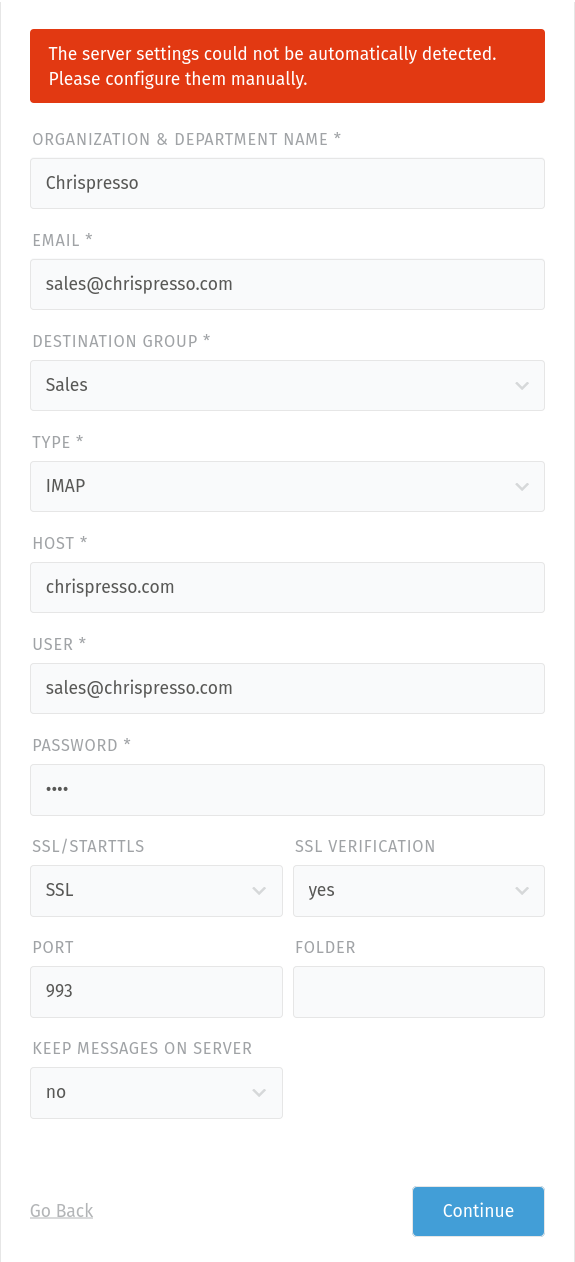 The server settings could not be automatically detected.
Please configure them manually.
ORGANIZATION & DEPARTMENT NAME *
Chrispresso
EMAIL *
sales@chrispresso.com
DESTINATION GROUP *
Sales
TYPE *
IMAP
HOST *
chrispresso.com
USER *
sales@chrispresso.com
PASSWORD *
••••
SSL/STARTTLS SSL VERIFICATION
SSL yes
PORT FOLDER
993
KEEP MESSAGES ON SERVER
no
Go Back Continue